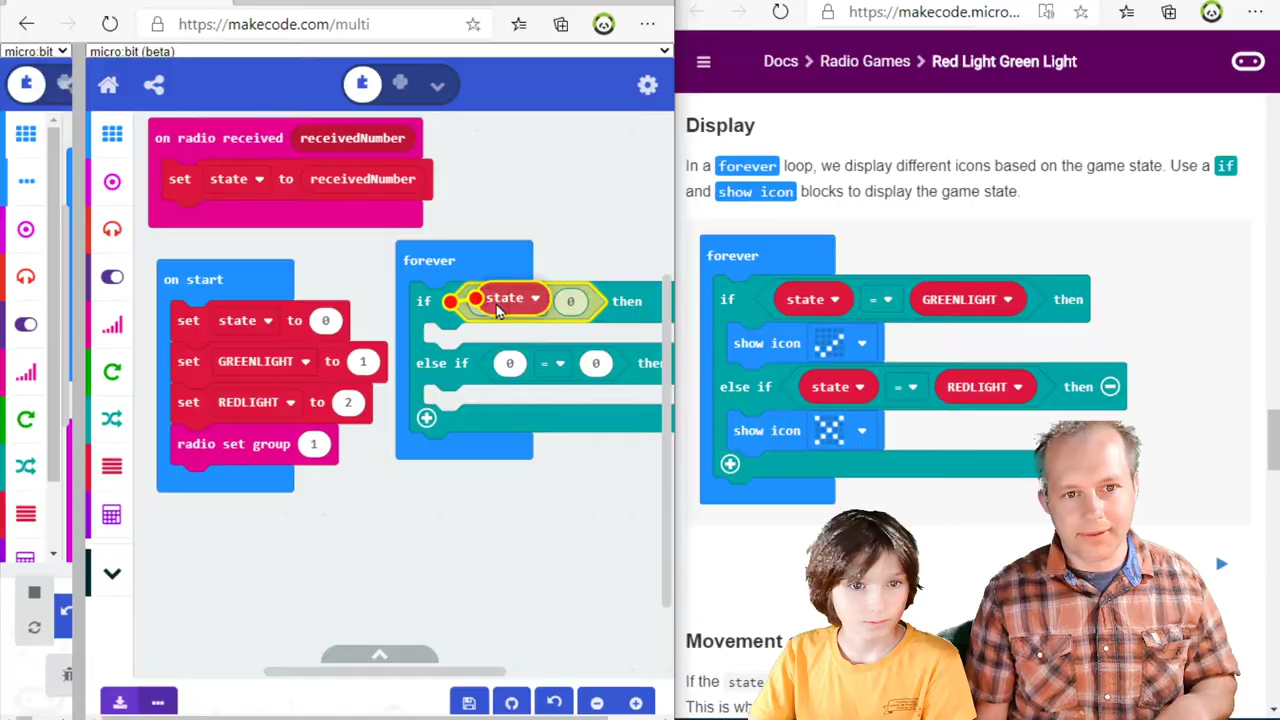 https://makecode.com/multi
https://makecode.micro...
micro:bit
micro:bit (beta)
Docs > Radio Games > Red Light Green Light
on radio received receivedNumber
set state to receivedNumber
on start
set state to 0
set GREENLIGHT to 1
set REDLIGHT to 2
radio set group 1
forever
if state 0 then
else if 0 = 0 then
Display
In a forever loop, we display different icons based on the game state. Use a if
and show icon blocks to display the game state.
forever
if state = GREENLIGHT then
show icon
else if state = REDLIGHT then
show icon
Movement
If the state
This is